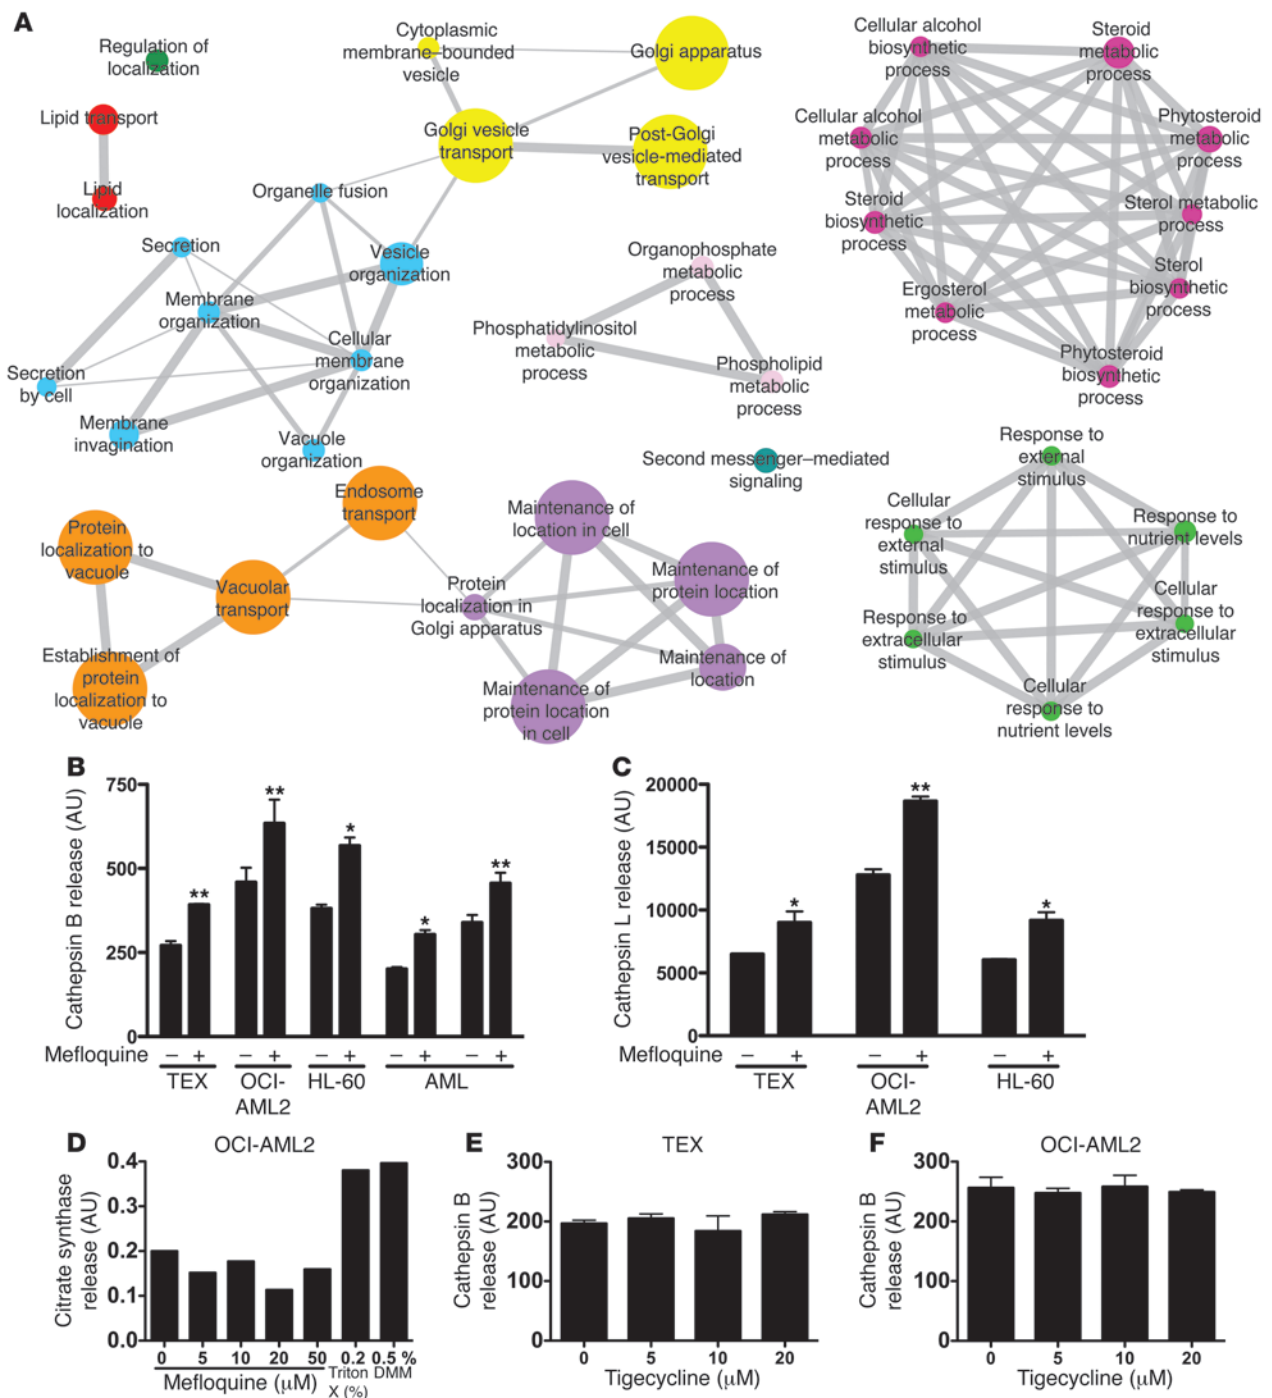 A
Regulation of
localization
Lipid transport
Lipid
localization
Cytoplasmic
membrane–bounded
vesicle
Golgi apparatus
Golgi vesicle
transport
Post-Golgi
vesicle-mediated
transport
Organelle fusion
Secretion
Vesicle
organization
Membrane
organization
Cellular
membrane
organization
Secretion
by cell
Membrane
invagination
Vacuole
organization
Organophosphate
metabolic
process
Phosphatidylinositol
metabolic
process
Phospholipid
metabolic
process
Cellular alcohol
biosynthetic
process
Steroid
metabolic
process
Cellular alcohol
metabolic
process
Phytosteroid
metabolic
process
Steroid
biosynthetic
process
Sterol metabolic
process
Sterol
biosynthetic
process
Ergosterol
metabolic
process
Phytosteroid
biosynthetic
process
Second messenger–mediated
signaling
Endosome
transport
Protein
localization to
vacuole
Vacuolar
transport
Establishment of
protein
localization to
vacuole
Maintenance of
location in cell
Maintenance of
protein location
Protein
localization in
Golgi apparatus
Maintenance of
location
Maintenance of
protein location
in cell
Response to
external
stimulus
Cellular
response to
external
stimulus
Response to
nutrient levels
Response to
extracellular
stimulus
Cellular
response to
extracellular
stimulus
Cellular
response to
nutrient levels
B
Cathepsin B release (AU)
750
500
250
0
** ** * * **
Mefloquine – + – + – + – + – +
TEX OCI-AML2 HL-60 AML
C
Cathepsin L release (AU)
20000
15000
10000
5000
0
* ** *
Mefloquine – + – + – +
TEX OCI-AML2 HL-60
D
OCI-AML2
Citrate synthase
release (AU)
0.4
0.3
0.2
0.1
0.0
0 5 10 20 50 0.2 0.5 %
Mefloquine (μM) Triton X (%) DMM
E
TEX
Cathepsin B
release (AU)
300
200
100
0
0 5 10 20
Tigecycline (μM)
F
OCI-AML2
Cathepsin B
release (AU)
300
200
100
0
0 5 10 20
Tigecycline (μM)